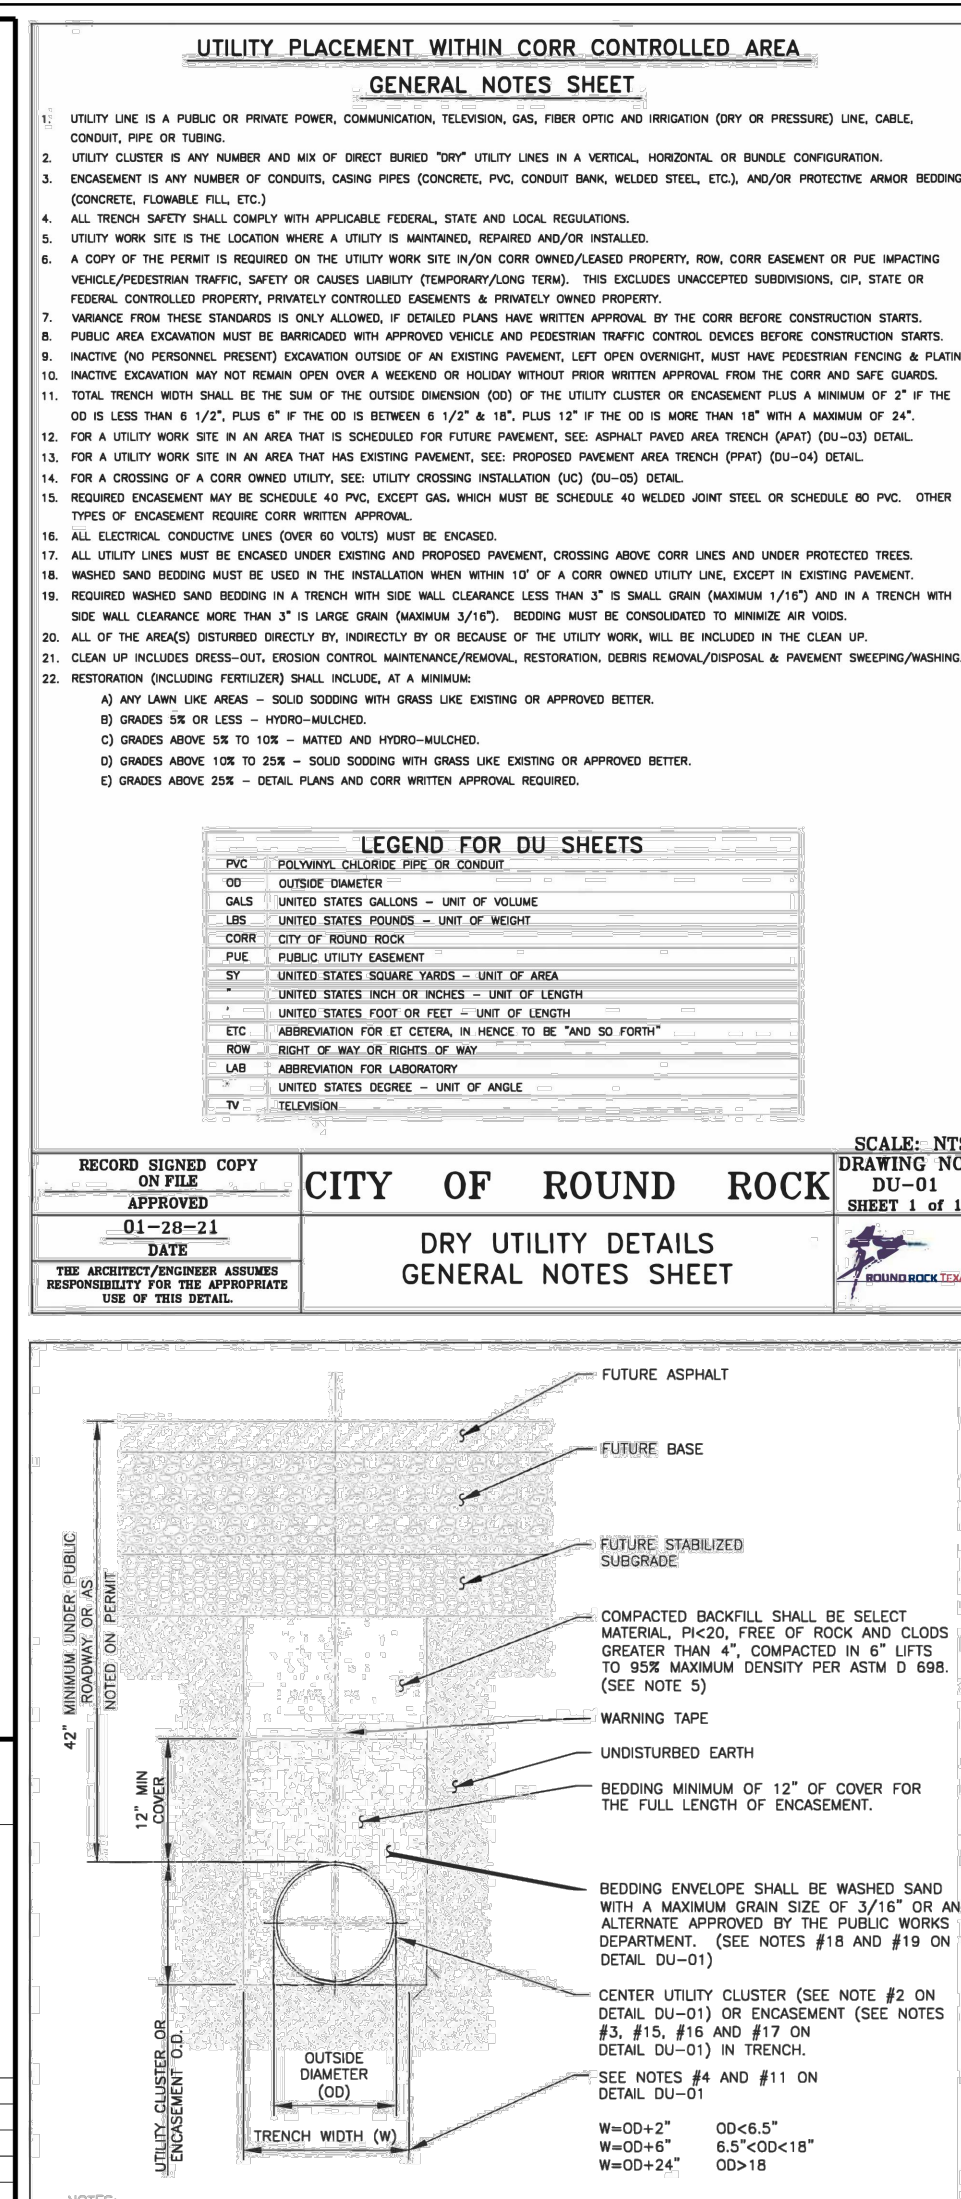 UTILITY PLACEMENT WITHIN CORR CONTROLLED AREA
GENERAL NOTES SHEET
1. UTILITY LINE IS A PUBLIC OR PRIVATE POWER, COMMUNICATION, TELEVISION, GAS, FIBER OPTIC AND IRRIGATION (DRY OR PRESSURE) LINE, CABLE,
CONDUIT, PIPE OR TUBING.
2. UTILITY CLUSTER IS ANY NUMBER AND MIX OF DIRECT BURIED "DRY" UTILITY LINES IN A VERTICAL, HORIZONTAL OR BUNDLE CONFIGURATION.
3. ENCASEMENT IS ANY NUMBER OF CONDUITS, CASING PIPES (CONCRETE, PVC, CONDUIT BANK, WELDED STEEL, ETC.), AND/OR PROTECTIVE ARMOR BEDDING
(CONCRETE, FLOWABLE FILL, ETC.)
4. ALL TRENCH SAFETY SHALL COMPLY WITH APPLICABLE FEDERAL, STATE AND LOCAL REGULATIONS.
5. UTILITY WORK SITE IS THE LOCATION WHERE A UTILITY IS MAINTAINED, REPAIRED AND/OR INSTALLED.
6. A COPY OF THE PERMIT IS REQUIRED ON THE UTILITY WORK SITE IN/ON CORR OWNED/LEASED PROPERTY, ROW, CORR EASEMENT OR PUE IMPACTING
VEHICLE/PEDESTRIAN TRAFFIC, SAFETY OR CAUSES LIABILITY (TEMPORARY/LONG TERM). THIS EXCLUDES UNACCEPTED SUBDIVISIONS, CIP, STATE OR
FEDERAL CONTROLLED PROPERTY, PRIVATELY CONTROLLED EASEMENTS & PRIVATELY OWNED PROPERTY.
7. VARIANCE FROM THESE STANDARDS IS ONLY ALLOWED, IF DETAILED PLANS HAVE WRITTEN APPROVAL BY THE CORR BEFORE CONSTRUCTION STARTS.
8. PUBLIC AREA EXCAVATION MUST BE BARRICADED WITH APPROVED VEHICLE AND PEDESTRIAN TRAFFIC CONTROL DEVICES BEFORE CONSTRUCTION STARTS.
9. INACTIVE (NO PERSONNEL PRESENT) EXCAVATION OUTSIDE OF AN EXISTING PAVEMENT, LEFT OPEN OVERNIGHT, MUST HAVE PEDESTRIAN FENCING & PLATIN
10. INACTIVE EXCAVATION MAY NOT REMAIN OPEN OVER A WEEKEND OR HOLIDAY WITHOUT PRIOR WRITTEN APPROVAL FROM THE CORR AND SAFE GUARDS.
11. TOTAL TRENCH WIDTH SHALL BE THE SUM OF THE OUTSIDE DIMENSION (OD) OF THE UTILITY CLUSTER OR ENCASEMENT PLUS A MINIMUM OF 2" IF THE
OD IS LESS THAN 6 1/2", PLUS 6" IF THE OD IS BETWEEN 6 1/2" & 18", PLUS 12" IF THE OD IS MORE THAN 18" WITH A MAXIMUM OF 24".
12. FOR A UTILITY WORK SITE IN AN AREA THAT IS SCHEDULED FOR FUTURE PAVEMENT, SEE: ASPHALT PAVED AREA TRENCH (APAT) (DU-03) DETAIL.
13. FOR A UTILITY WORK SITE IN AN AREA THAT HAS EXISTING PAVEMENT, SEE: PROPOSED PAVEMENT AREA TRENCH (PPAT) (DU-04) DETAIL.
14. FOR A CROSSING OF A CORR OWNED UTILITY, SEE: UTILITY CROSSING INSTALLATION (UC) (DU-05) DETAIL.
15. REQUIRED ENCASEMENT MAY BE SCHEDULE 40 PVC, EXCEPT GAS, WHICH MUST BE SCHEDULE 40 WELDED JOINT STEEL OR SCHEDULE 80 PVC. OTHER
TYPES OF ENCASEMENT REQUIRE CORR WRITTEN APPROVAL.
16. ALL ELECTRICAL CONDUCTIVE LINES (OVER 60 VOLTS) MUST BE ENCASED.
17. ALL UTILITY LINES MUST BE ENCASED UNDER EXISTING AND PROPOSED PAVEMENT, CROSSING ABOVE CORR LINES AND UNDER PROTECTED TREES.
18. WASHED SAND BEDDING MUST BE USED IN THE INSTALLATION WHEN WITHIN 10' OF A CORR OWNED UTILITY LINE, EXCEPT IN EXISTING PAVEMENT.
19. REQUIRED WASHED SAND BEDDING IN A TRENCH WITH SIDE WALL CLEARANCE LESS THAN 3" IS SMALL GRAIN (MAXIMUM 1/16") AND IN A TRENCH WITH
SIDE WALL CLEARANCE MORE THAN 3" IS LARGE GRAIN (MAXIMUM 3/16"). BEDDING MUST BE CONSOLIDATED TO MINIMIZE AIR VOIDS.
20. ALL OF THE AREA(S) DISTURBED DIRECTLY BY, INDIRECTLY BY OR BECAUSE OF THE UTILITY WORK, WILL BE INCLUDED IN THE CLEAN UP.
21. CLEAN UP INCLUDES DRESS-OUT, EROSION CONTROL MAINTENANCE/REMOVAL, RESTORATION, DEBRIS REMOVAL/DISPOSAL & PAVEMENT SWEEPING/WASHING.
22. RESTORATION (INCLUDING FERTILIZER) SHALL INCLUDE, AT A MINIMUM:
A) ANY LAWN LIKE AREAS - SOLID SODDING WITH GRASS LIKE EXISTING OR APPROVED BETTER.
B) GRADES 5% OR LESS - HYDRO-MULCHED.
C) GRADES ABOVE 5% TO 10% - MATTED AND HYDRO-MULCHED.
D) GRADES ABOVE 10% TO 25% - SOLID SODDING WITH GRASS LIKE EXISTING OR APPROVED BETTER.
E) GRADES ABOVE 25% - DETAIL PLANS AND CORR WRITTEN APPROVAL REQUIRED.
LEGEND FOR DU SHEETS
PVC POLYVINYL CHLORIDE PIPE OR CONDUIT
OD OUTSIDE DIAMETER
GALS UNITED STATES GALLONS - UNIT OF VOLUME
LBS UNITED STATES POUNDS - UNIT OF WEIGHT
CORR CITY OF ROUND ROCK
PUE PUBLIC UTILITY EASEMENT
SY UNITED STATES SQUARE YARDS - UNIT OF AREA
" UNITED STATES INCH OR INCHES - UNIT OF LENGTH
' UNITED STATES FOOT OR FEET - UNIT OF LENGTH
ETC ABBREVIATION FOR ET CETERA, IN HENCE TO BE "AND SO FORTH"
ROW RIGHT OF WAY OR RIGHTS OF WAY
LAB ABBREVIATION FOR LABORATORY
° UNITED STATES DEGREE - UNIT OF ANGLE
TV TELEVISION
RECORD SIGNED COPY
ON FILE
APPROVED
01-28-21
DATE
THE ARCHITECT/ENGINEER ASSUMES
RESPONSIBILITY FOR THE APPROPRIATE
USE OF THIS DETAIL.
CITY OF ROUND ROCK
DRY UTILITY DETAILS
GENERAL NOTES SHEET
SCALE: NTS
DRAWING NO
DU-01
SHEET 1 of 1
ROUND ROCK TEXA
FUTURE ASPHALT
FUTURE BASE
FUTURE STABILIZED
SUBGRADE
COMPACTED BACKFILL SHALL BE SELECT
MATERIAL, PI<20, FREE OF ROCK AND CLODS
GREATER THAN 4", COMPACTED IN 6" LIFTS
TO 95% MAXIMUM DENSITY PER ASTM D 698.
(SEE NOTE 5)
WARNING TAPE
UNDISTURBED EARTH
BEDDING MINIMUM OF 12" OF COVER FOR
THE FULL LENGTH OF ENCASEMENT.
BEDDING ENVELOPE SHALL BE WASHED SAND
WITH A MAXIMUM GRAIN SIZE OF 3/16" OR AN
ALTERNATE APPROVED BY THE PUBLIC WORKS
DEPARTMENT. (SEE NOTES #18 AND #19 ON
DETAIL DU-01)
CENTER UTILITY CLUSTER (SEE NOTE #2 ON
DETAIL DU-01) OR ENCASEMENT (SEE NOTES
#3, #15, #16 AND #17 ON
DETAIL DU-01) IN TRENCH.
SEE NOTES #4 AND #11 ON
DETAIL DU-01
W=OD+2" OD<6.5"
W=OD+6" 6.5"<OD<18"
W=OD+24" OD>18
42" MINIMUM UNDER PUBLIC
ROADWAY OR AS
NOTED ON PERMIT
12" MIN
COVER
UTILITY CLUSTER OR
ENCASEMENT O.D.
OUTSIDE
DIAMETER
(OD)
TRENCH WIDTH (W)
NOTES: